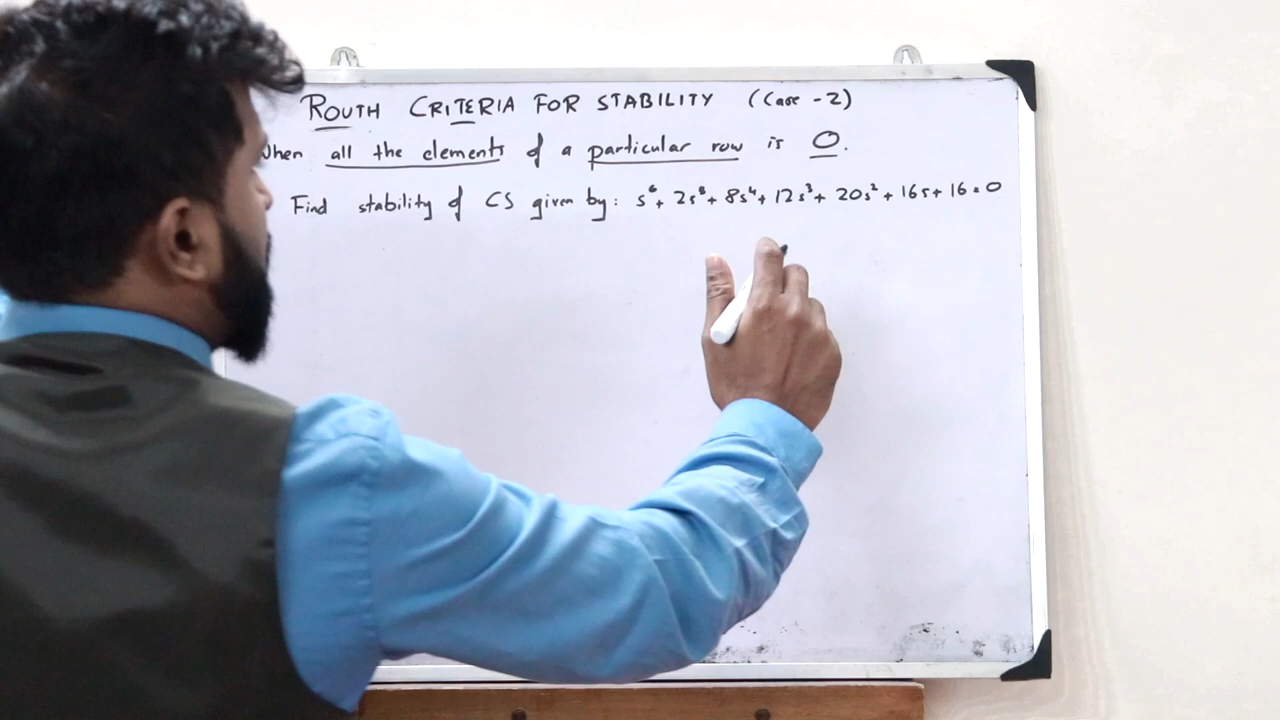 ROUTH CRITERIA FOR STABILITY (Case -2)
When all the elements of a particular row is 0.
Find stability of CS given by: s⁶ + 2s⁵ + 8s⁴ + 12s³ + 20s² + 16s + 16 = 0